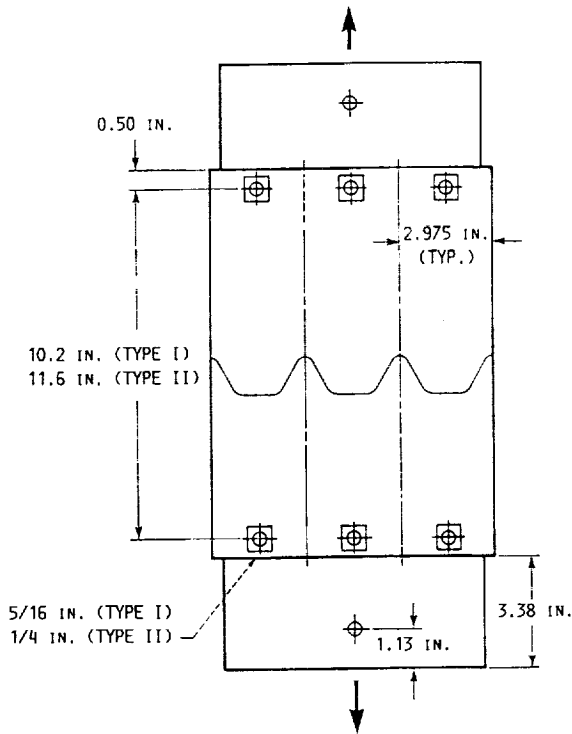 0.50 IN.
2.975 IN.
(TYP.)
10.2 IN. (TYPE I)
11.6 IN. (TYPE II)
5/16 IN. (TYPE I)
1/4 IN. (TYPE II)
3.38 IN.
1.13 IN.